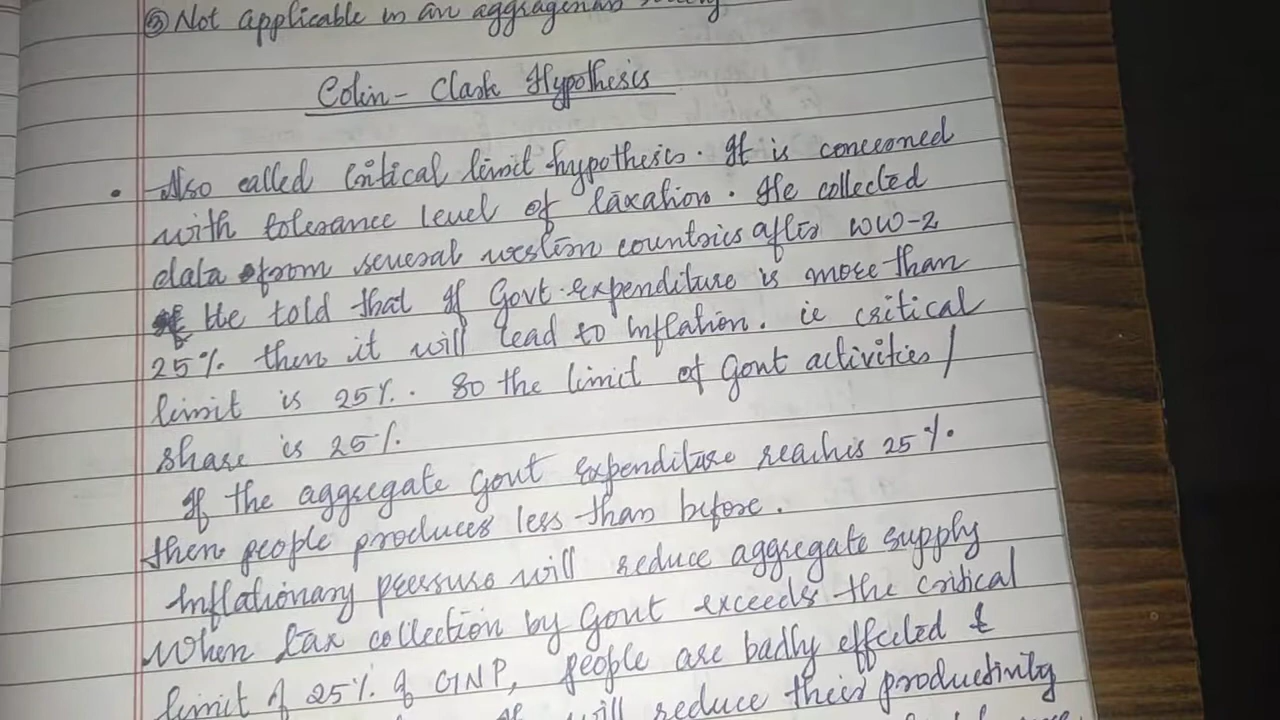 ③ Not applicable in an
Colin - Clark Hypothesis
• Also called Critical limit hypothesis. It is concerned
with tolerance level of taxation. He collected
data from several western countries after WW-2
He told that if Govt. expenditure is more than
25% then it will lead to inflation. ie critical
limit is 25%. So the limit of Govt activities /
share is 25%.
If the aggregate Govt expenditure reachis 25%.
then people produces less than before.
Inflationary pressure will reduce aggregate supply
When tax collection by Govt exceeds the critical
limit of 25% of GNP, people are badly effected &
will reduce their productivity